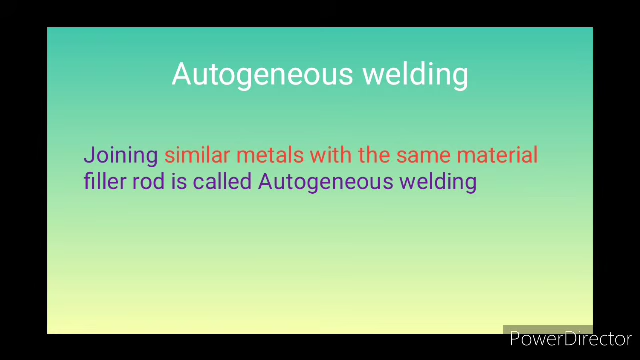 Autogeneous welding
Joining similar metals with the same material
filler rod is called Autogeneous welding
PowerDirector